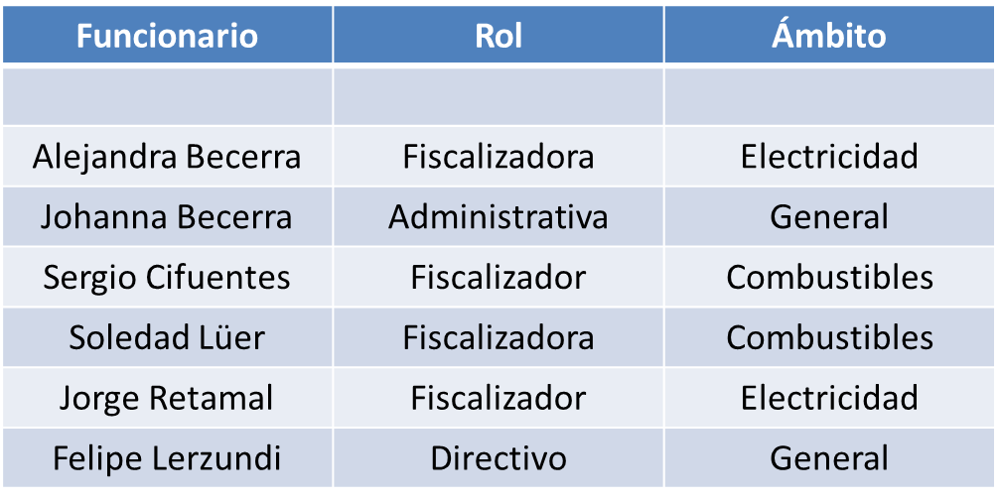 Funcionario Rol Ámbito
Alejandra Becerra Fiscalizadora Electricidad
Johanna Becerra Administrativa General
Sergio Cifuentes Fiscalizador Combustibles
Soledad Lüer Fiscalizadora Combustibles
Jorge Retamal Fiscalizador Electricidad
Felipe Lerzundi Directivo General